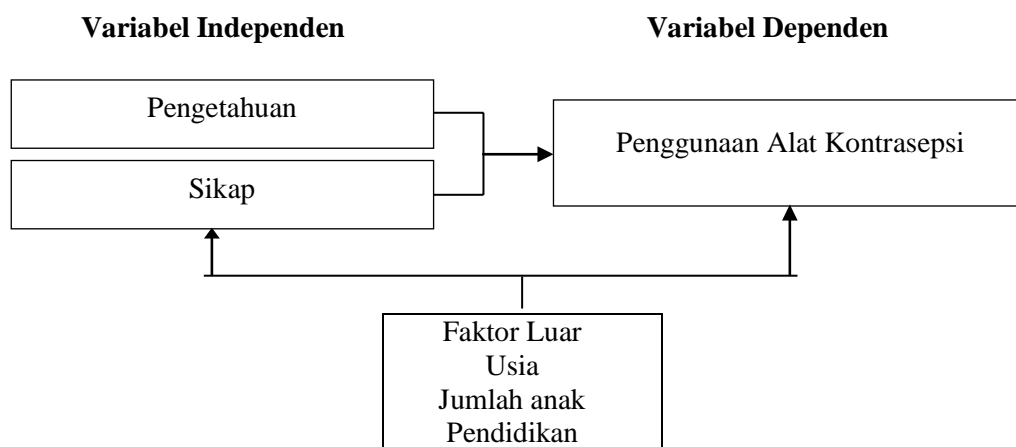 Variabel Independen
Variabel Dependen
Pengetahuan
Sikap
Penggunaan Alat Kontrasepsi
Faktor Luar
Usia
Jumlah anak
Pendidikan